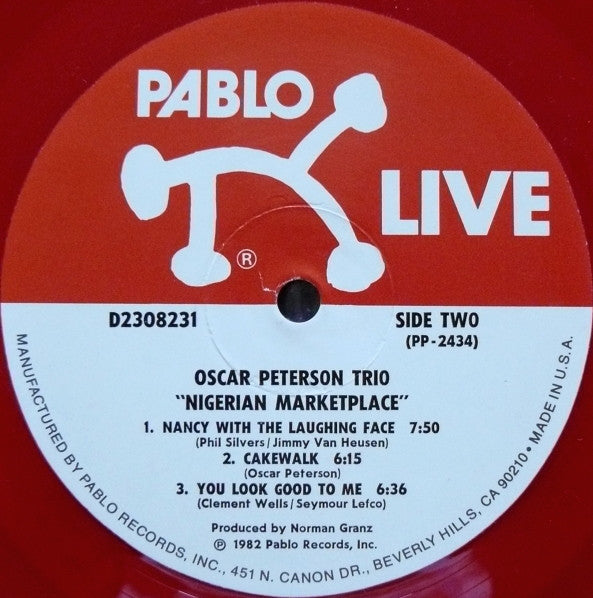 PABLO
LIVE
®
D2308231
SIDE TWO
(PP-2434)
OSCAR PETERSON TRIO
"NIGERIAN MARKETPLACE"
1. NANCY WITH THE LAUGHING FACE 7:50
(Phil Silvers/Jimmy Van Heusen)
2. CAKEWALK 6:15
(Oscar Peterson)
3. YOU LOOK GOOD TO ME 6:36
(Clement Wells/Seymour Lefco)
Produced by Norman Granz
℗ 1982 Pablo Records, Inc.
MANUFACTURED BY PABLO RECORDS, INC., 451 N. CANON DR., BEVERLY HILLS, CA 90210 • MADE IN U.S.A.